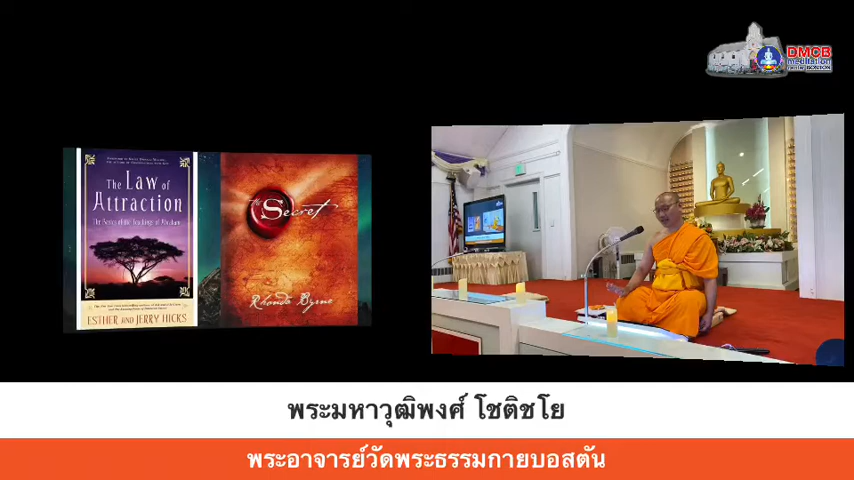 DMCB
meditation
center BOSTON
The Law of
Attraction
The Basics of the Teachings of Abraham
ESTHER AND JERRY HICKS
The Secret
Rhonda Byrne
พระมหาวุฒิพงศ์ โชติชโย
พระอาจารย์วัดพระธรรมกายบอสตัน